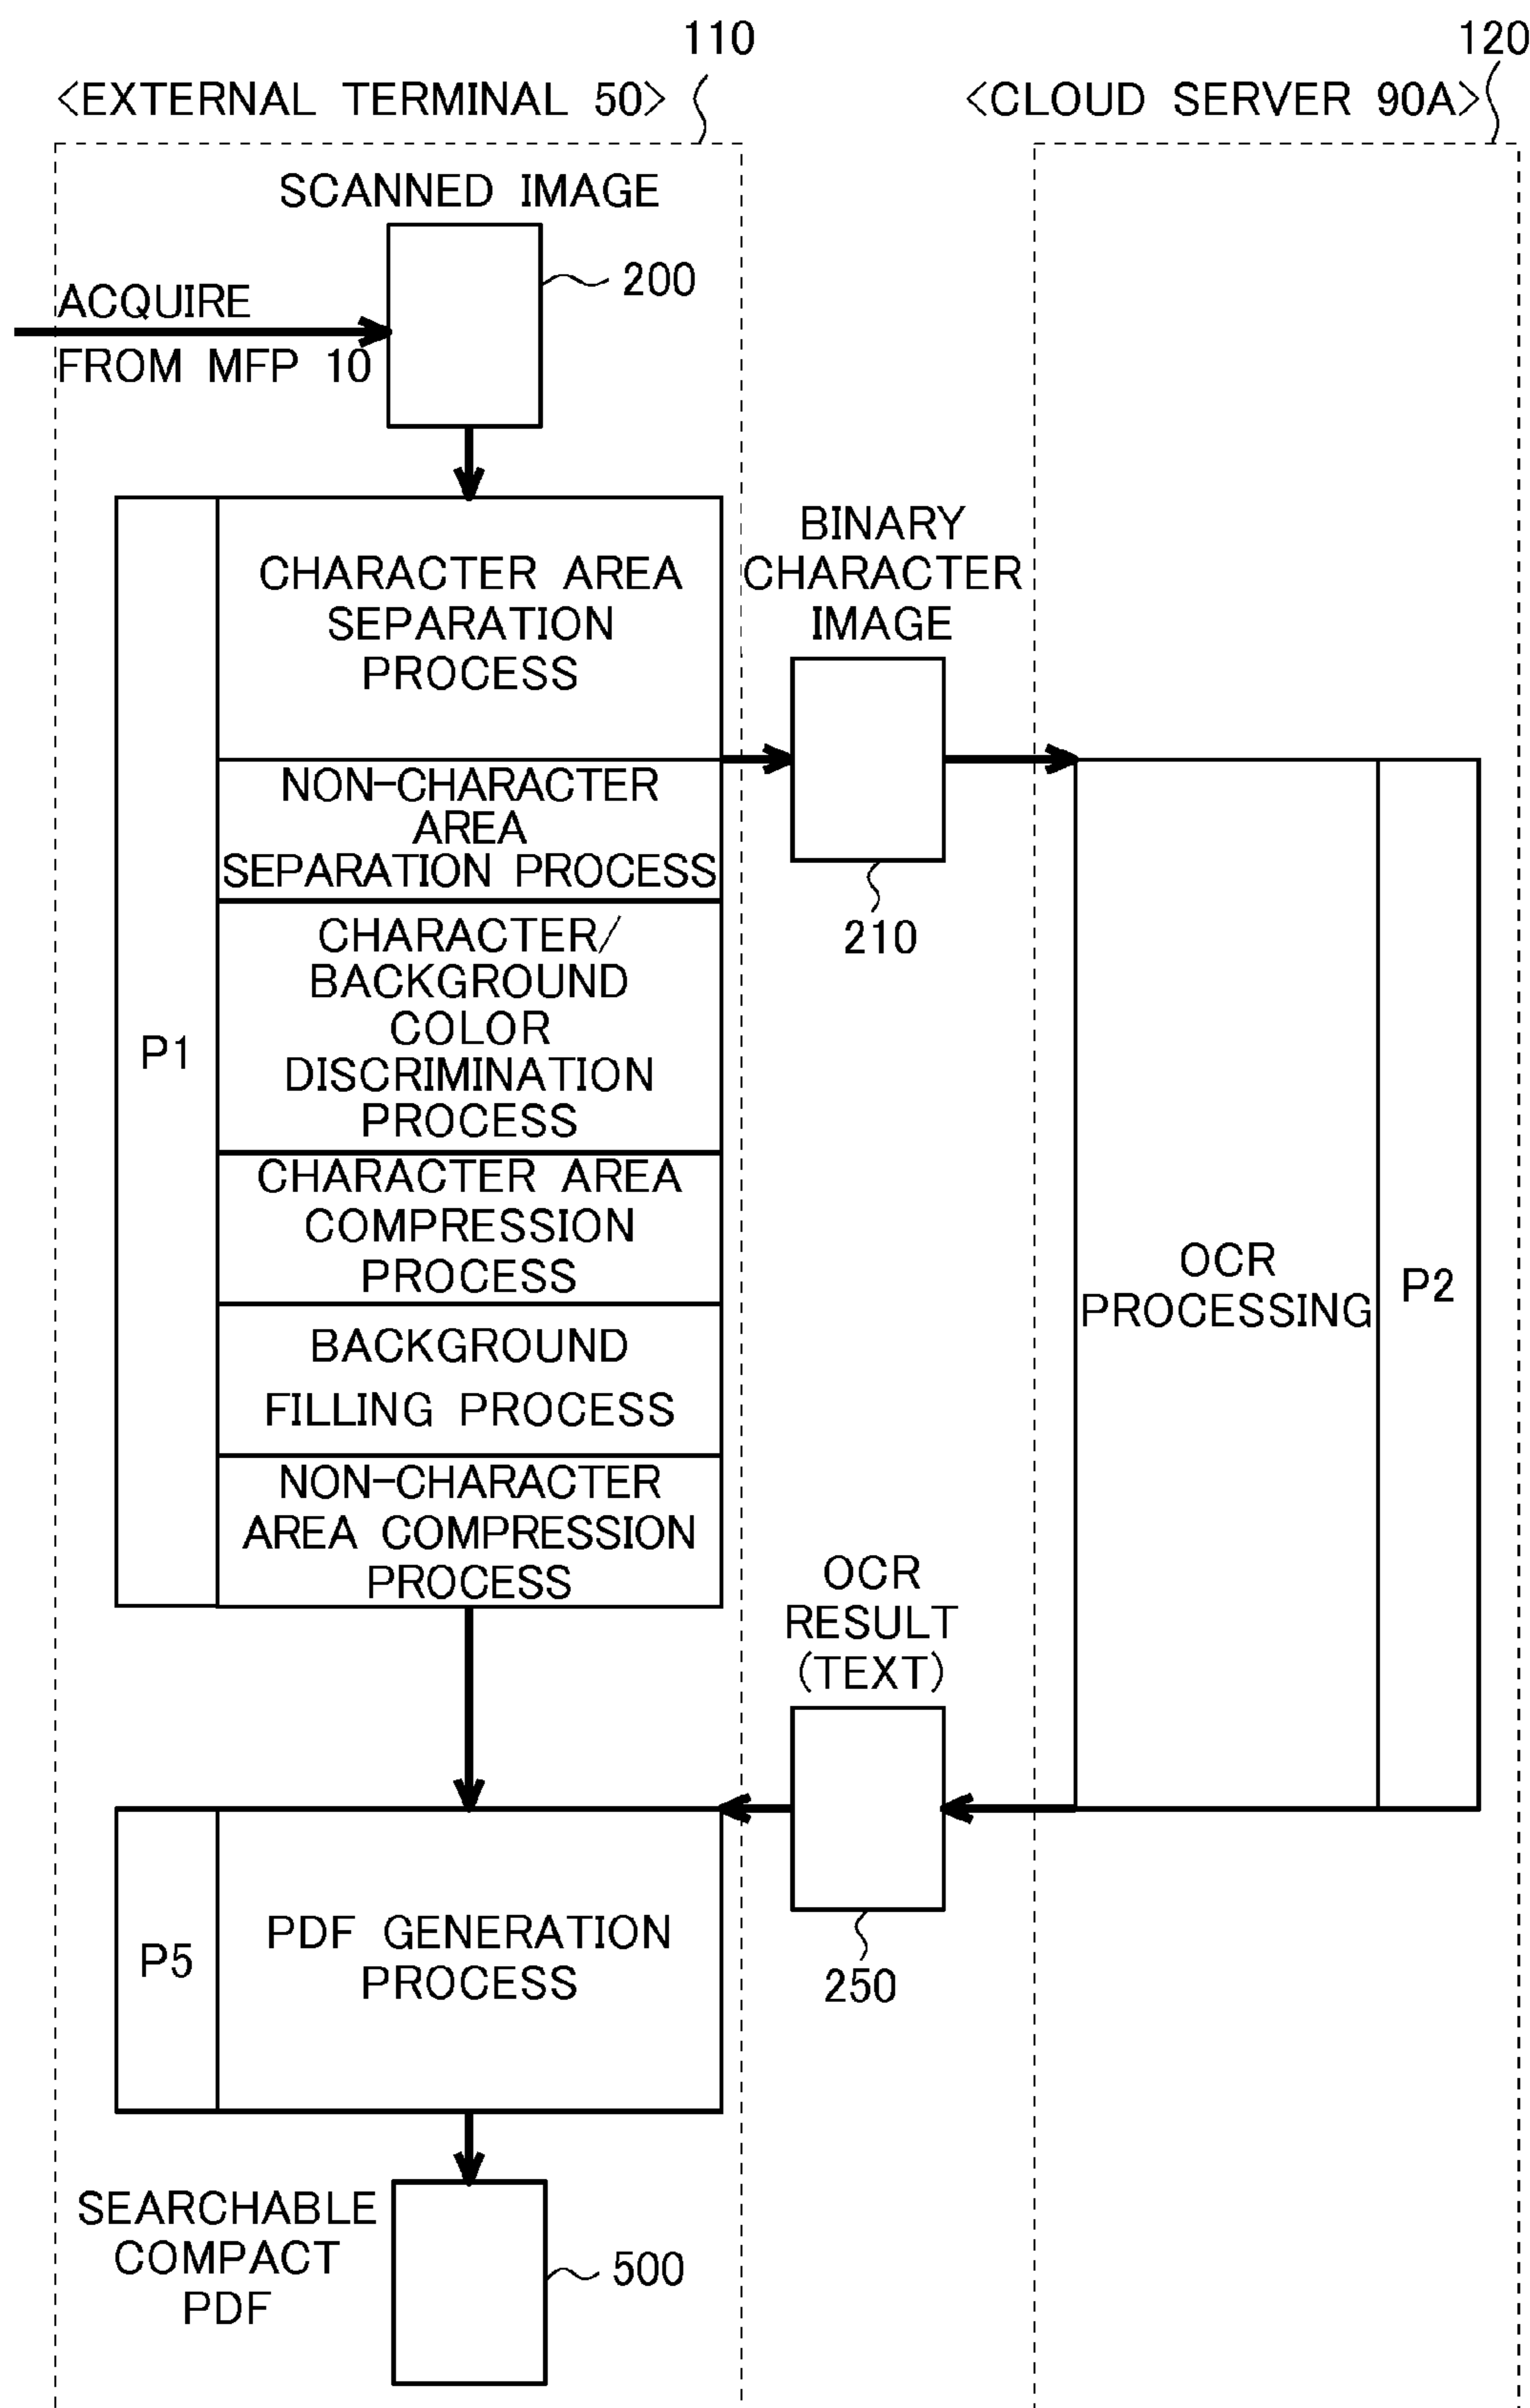 110
120
<EXTERNAL TERMINAL 50>
<CLOUD SERVER 90A>
SCANNED IMAGE
200
ACQUIRE
FROM MFP 10
CHARACTER AREA
SEPARATION
PROCESS
BINARY
CHARACTER
IMAGE
210
NON-CHARACTER
AREA
SEPARATION PROCESS
CHARACTER/
BACKGROUND
COLOR
DISCRIMINATION
PROCESS
P1
CHARACTER AREA
COMPRESSION
PROCESS
BACKGROUND
FILLING PROCESS
NON-CHARACTER
AREA COMPRESSION
PROCESS
OCR
PROCESSING
P2
OCR
RESULT
(TEXT)
250
P5
PDF GENERATION
PROCESS
SEARCHABLE
COMPACT
PDF
500